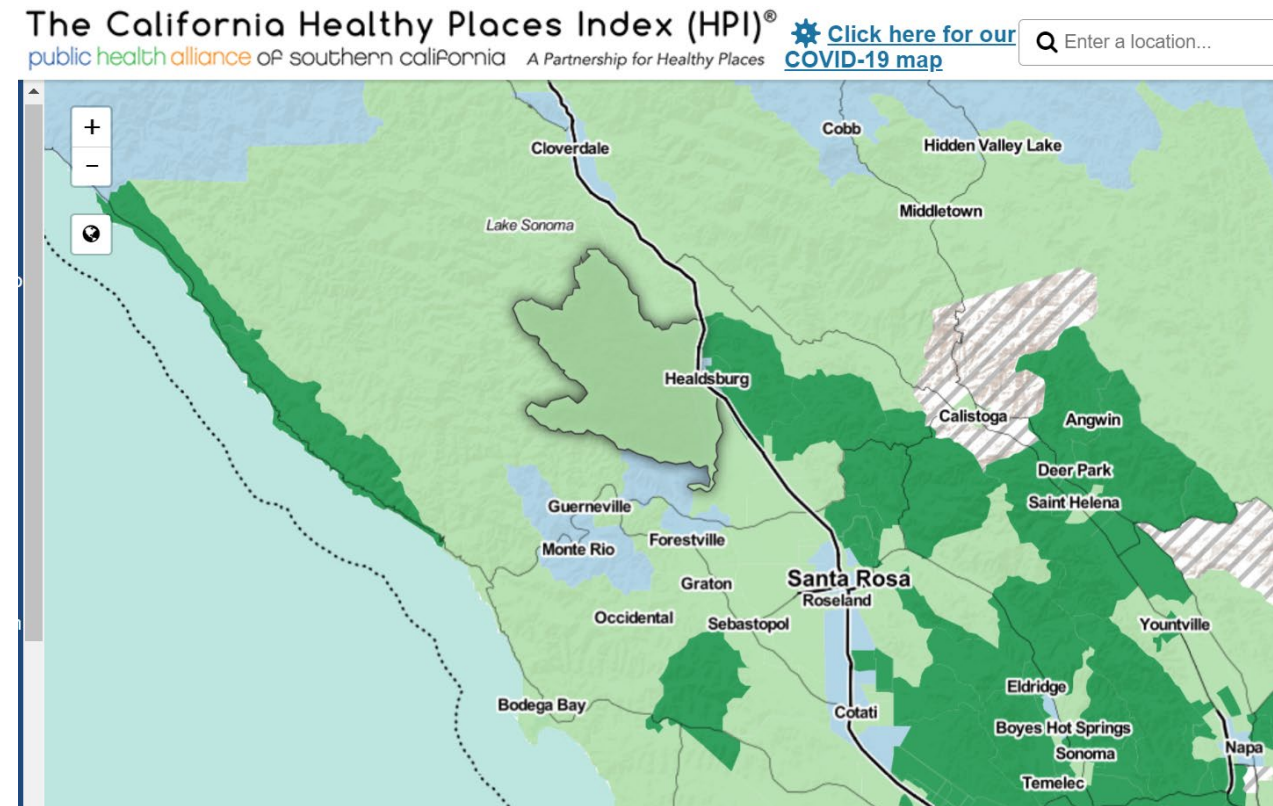 The California Healthy Places Index (HPI)®
public health alliance of southern california A Partnership for Healthy Places
Click here for our
COVID-19 map
Enter a location...
+
−
Cloverdale
Cobb
Hidden Valley Lake
Lake Sonoma
Middletown
Healdsburg
Calistoga
Angwin
Deer Park
Saint Helena
Guerneville
Monte Rio
Forestville
Graton
Santa Rosa
Roseland
Occidental
Sebastopol
Yountville
Eldridge
Bodega Bay
Cotati
Boyes Hot Springs
Sonoma
Napa
Temelec